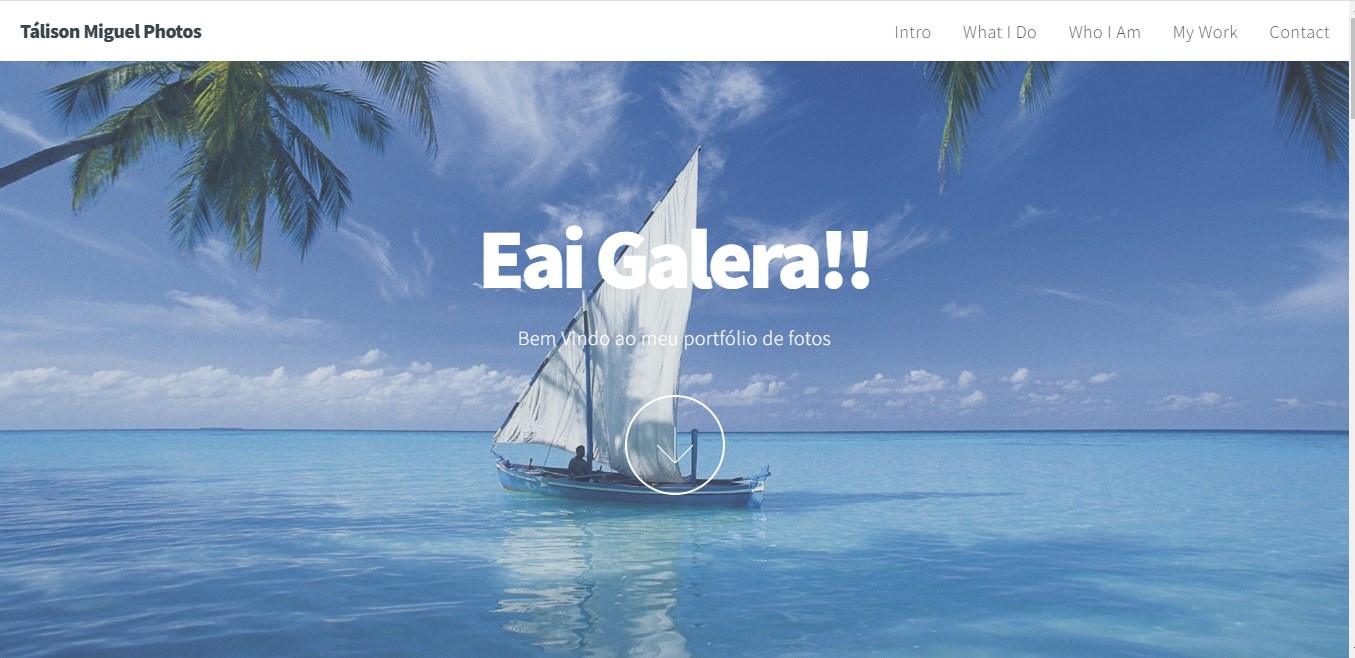 Tálison Miguel Photos
Intro What I Do Who I Am My Work Contact
Eai Galera!!
Bem Vindo ao meu portfólio de fotos